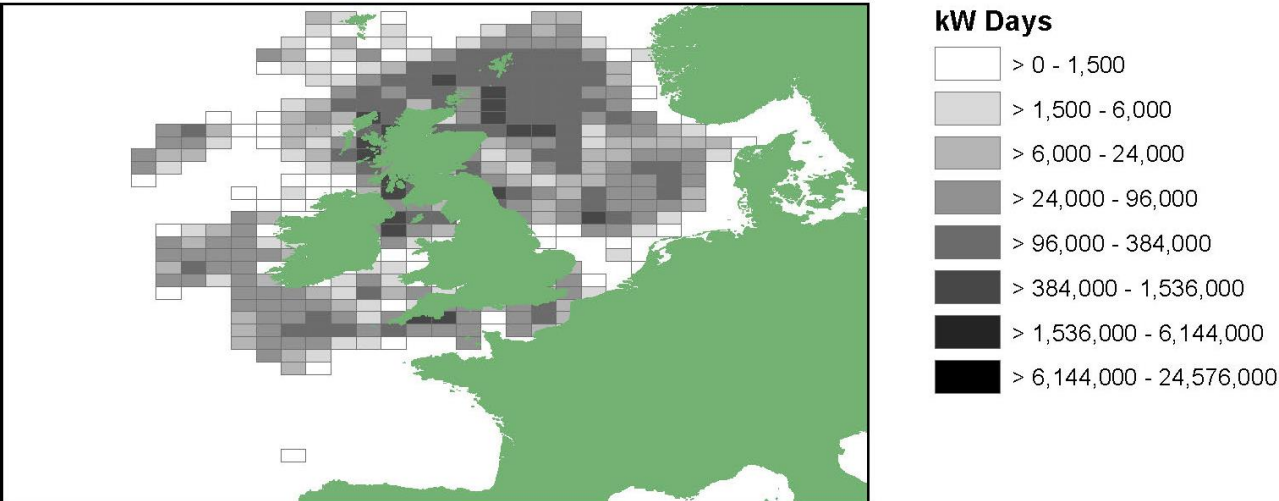 kW Days
> 0 - 1,500
> 1,500 - 6,000
> 6,000 - 24,000
> 24,000 - 96,000
> 96,000 - 384,000
> 384,000 - 1,536,000
> 1,536,000 - 6,144,000
> 6,144,000 - 24,576,000